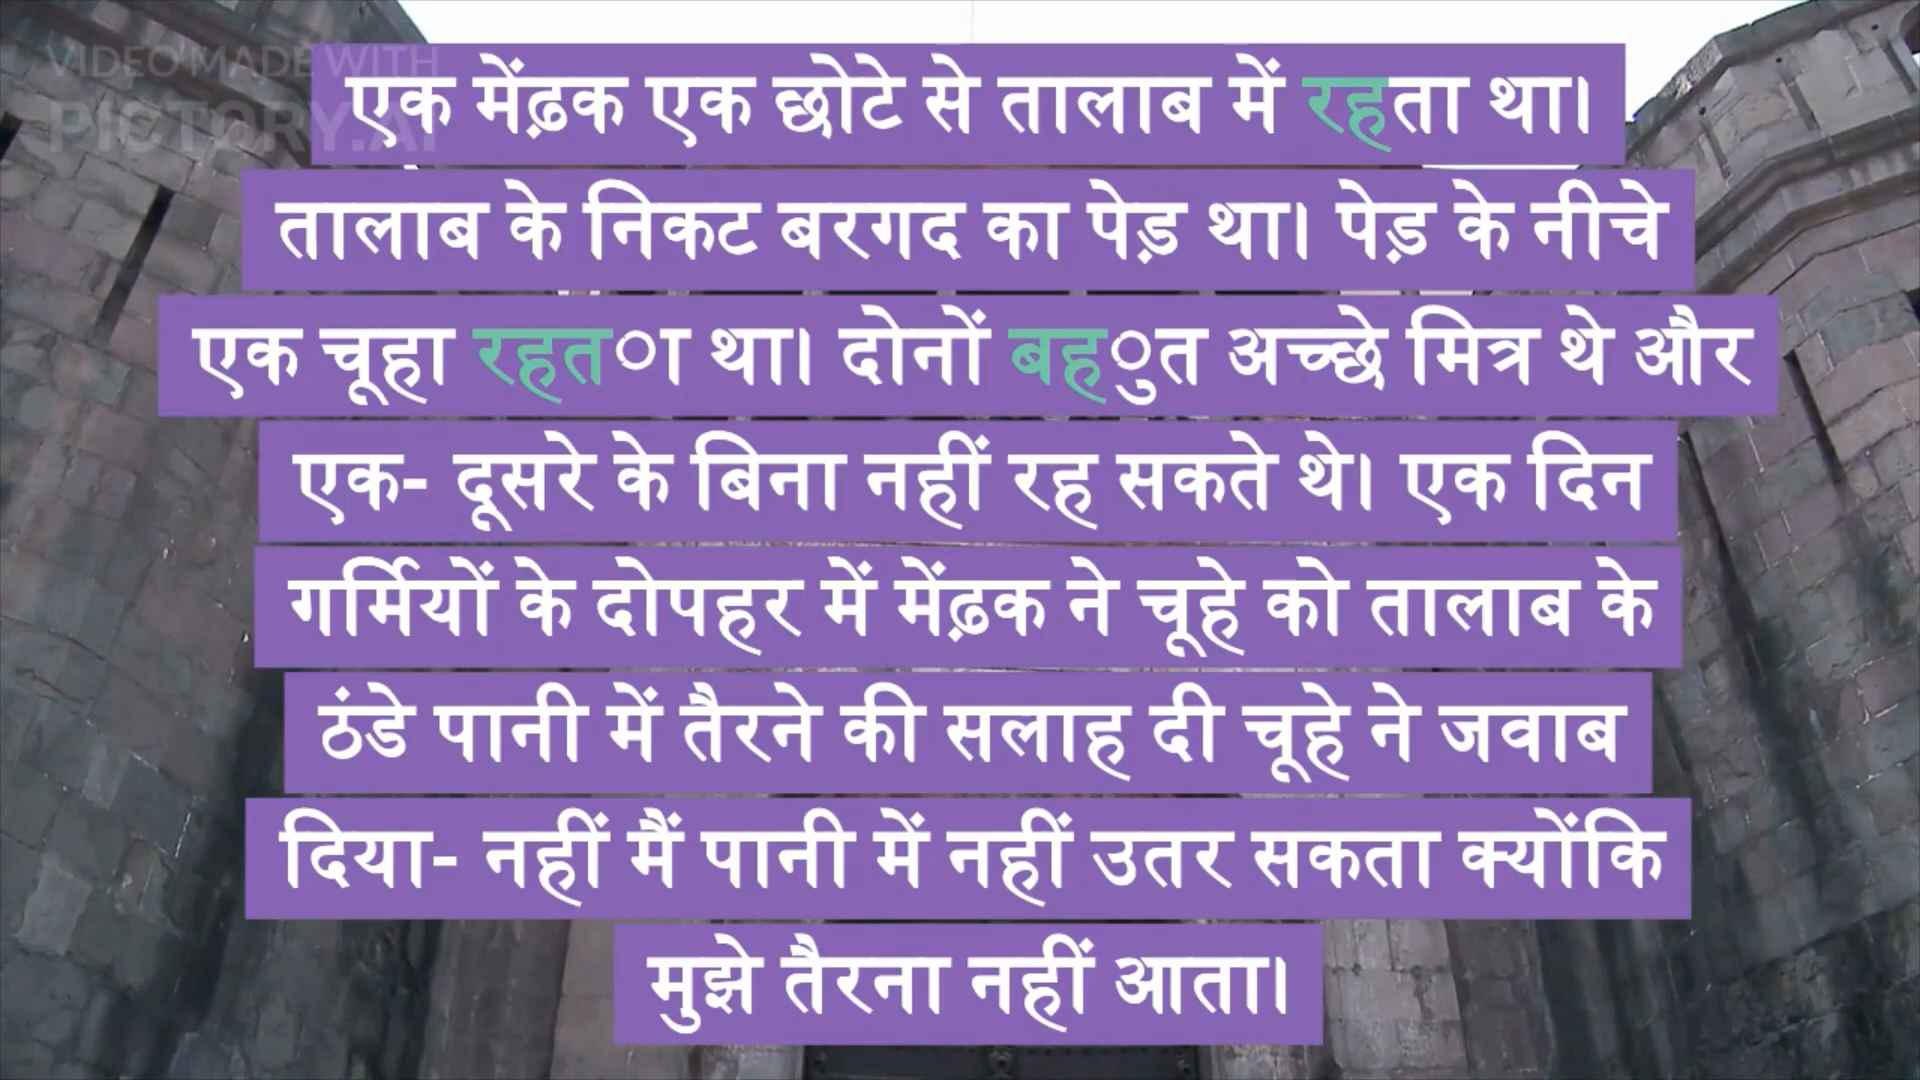 VIDEO MADE WITH
PICTORY.AI
एक मेंढ़क एक छोटे से तालाब में रहता था।
तालाब के निकट बरगद का पेड़ था। पेड़ के नीचे
एक चूहा रहता था। दोनों बहुत अच्छे मित्र थे और
एक- दूसरे के बिना नहीं रह सकते थे। एक दिन
गर्मियों के दोपहर में मेंढ़क ने चूहे को तालाब के
ठंडे पानी में तैरने की सलाह दी चूहे ने जवाब
दिया- नहीं मैं पानी में नहीं उतर सकता क्योंकि
मुझे तैरना नहीं आता।